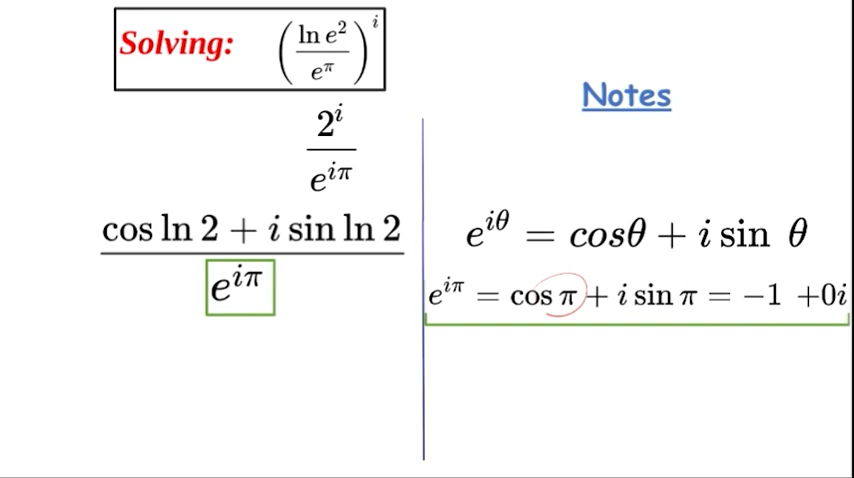 Solving: (ln e² / e^π)^i
Notes
2^i / e^{iπ}
cos ln 2 + i sin ln 2 / e^{iπ}
e^{iθ} = cosθ + i sin θ
e^{iπ} = cos π + i sin π = −1 +0i